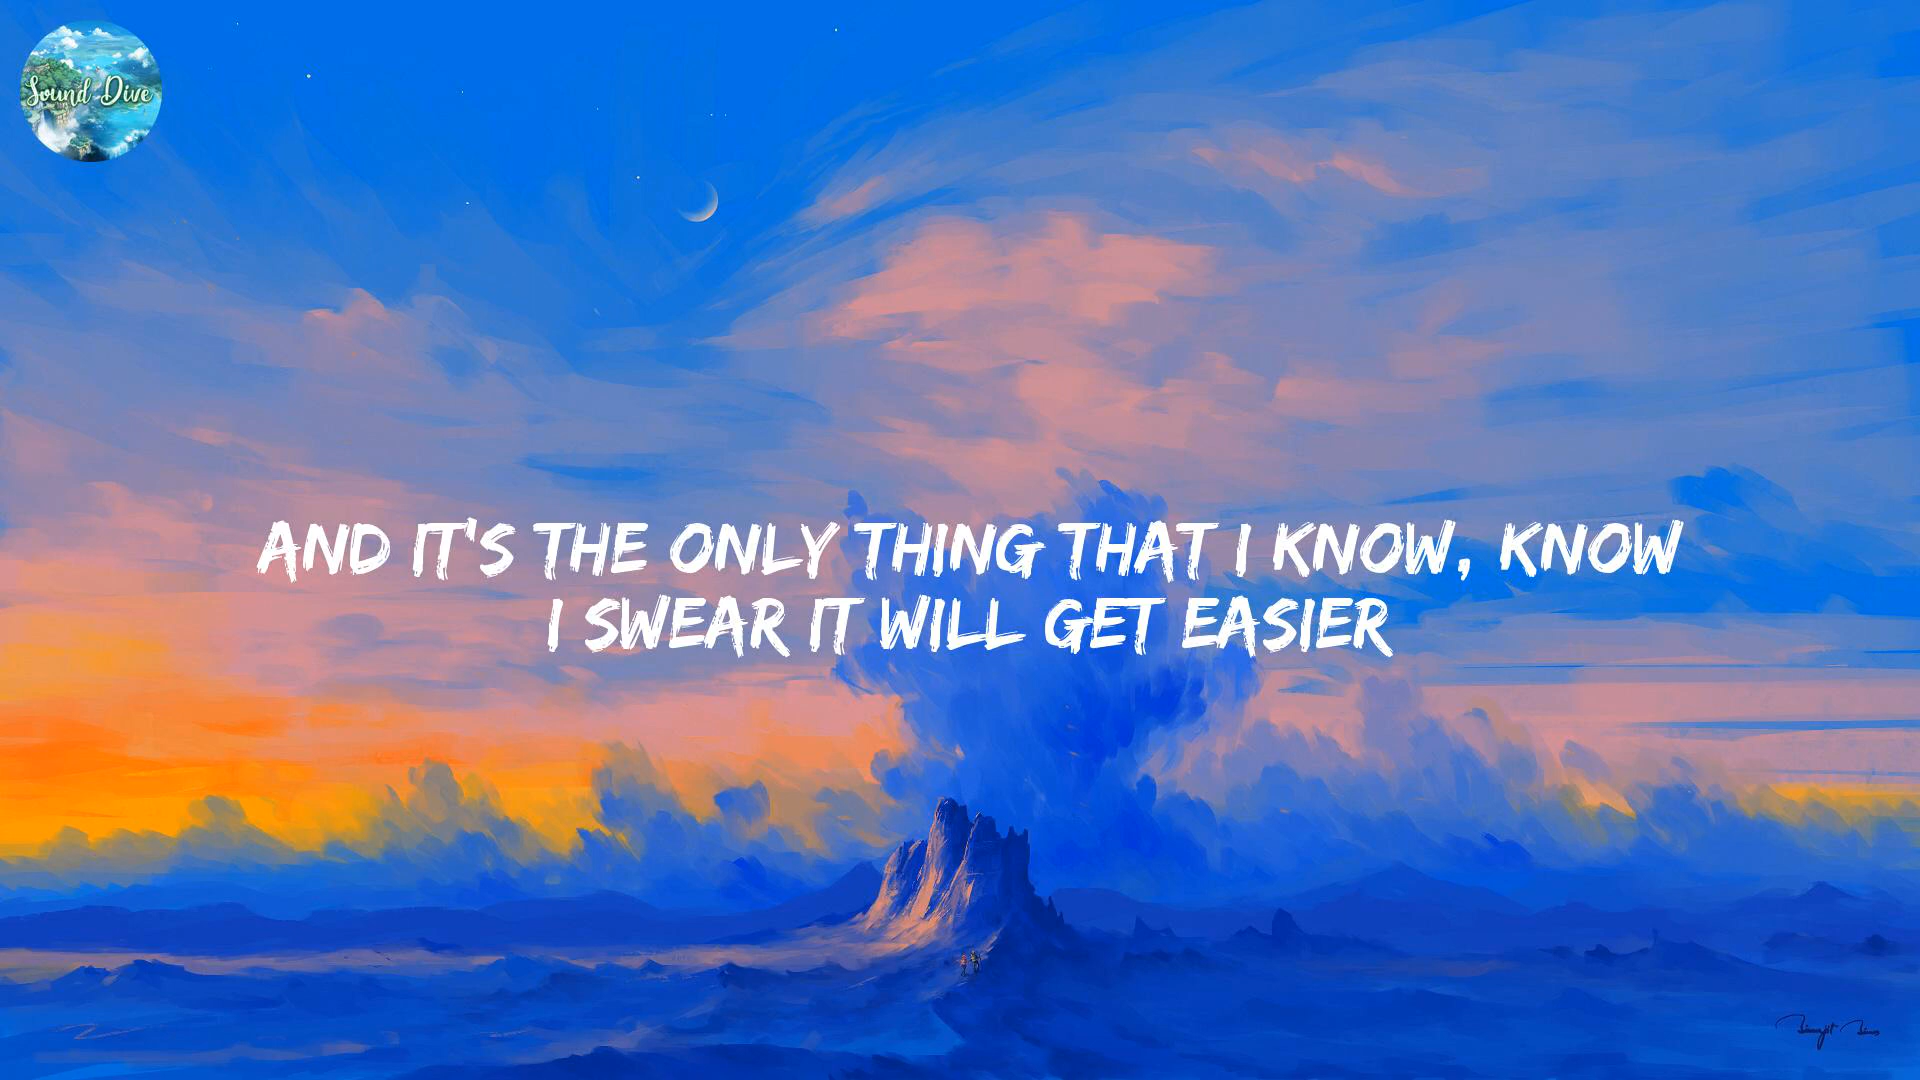 Sound Dive
AND IT'S THE ONLY THING THAT I KNOW, KNOW
I SWEAR IT WILL GET EASIER